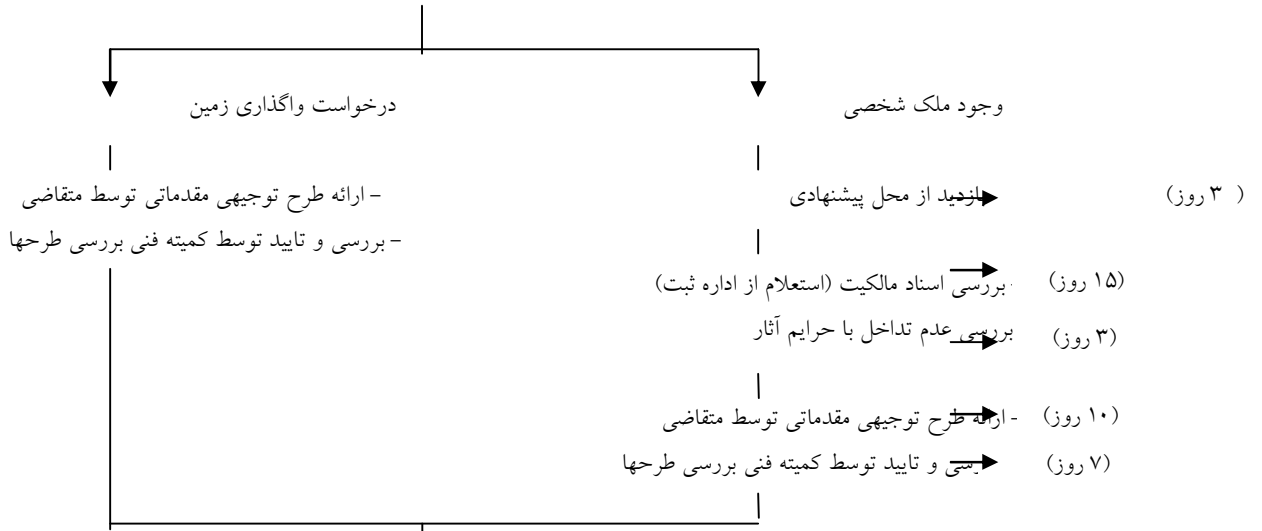 وجود ملک شخصی
درخواست واگذاری زمین
بازدید از محل پیشنهادی ( ۳ روز)
- ارائه طرح توجیهی مقدماتی توسط متقاضی
- بررسی و تایید توسط کمیته فنی بررسی طرحها
بررسی اسناد مالکیت (استعلام از اداره ثبت) (۱۵ روز)
بررسی عدم تداخل با حرایم آثار (۳ روز)
- ارائه طرح توجیهی مقدماتی توسط متقاضی (۱۰ روز)
بررسی و تایید توسط کمیته فنی بررسی طرحها (۷ روز)